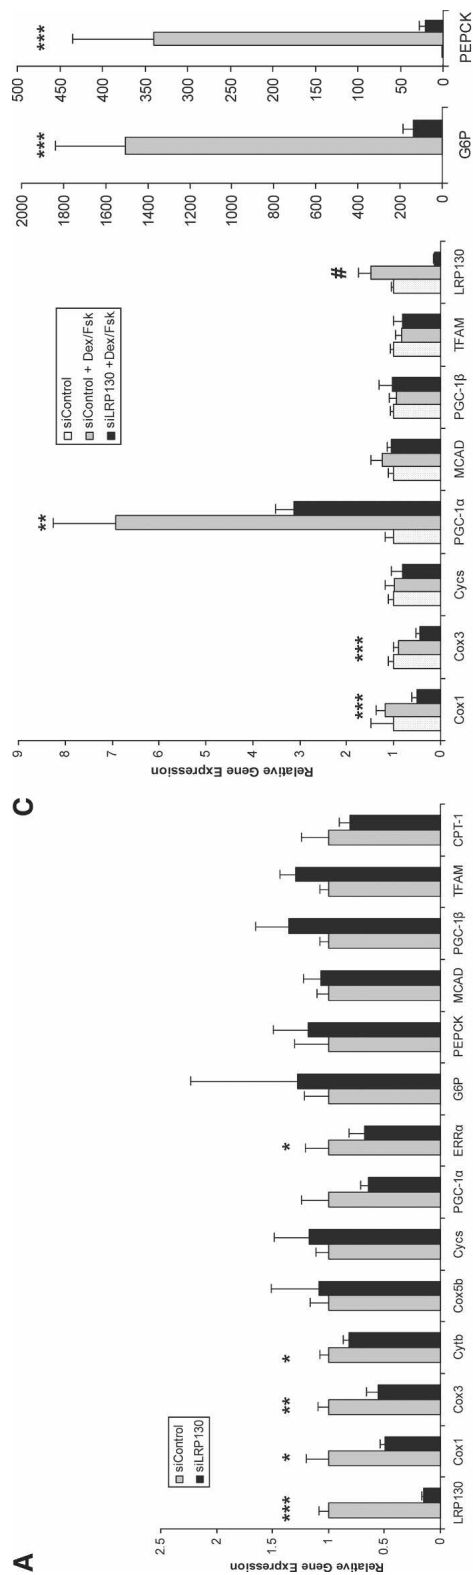 A
Relative Gene Expression
2.5
2
1.5
1
0.5
0
siControl
siLRP130
*** * ** * *
LRP130 Cox1 Cox3 Cytb Cox5b Cycs PGC-1α ERRα G6P PEPCK MCAD PGC-1β TFAM CPT-1
C
Relative Gene Expression
9
8
7
6
5
4
3
2
1
0
siControl
siControl + Dex/Fsk
siLRP130 +Dex/Fsk
*** *** ** #
Cox1 Cox3 Cycs PGC-1α MCAD PGC-1β TFAM LRP130
2000
1800
1600
1400
1200
1000
800
600
400
200
0
***
G6P
500
450
400
350
300
250
200
150
100
50
0
***
PEPCK